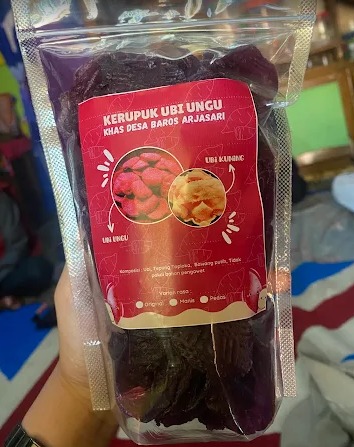 KERUPUK UBI UNGU
KHAS DESA BAROS ARJASARI
UBI KUNING
UBI UNGU
Komposisi : Ubi, Tepung Tapioka, Bawang putih, Tidak
pakai bahan pengawet
Varian rasa :
Original Manis Pedas